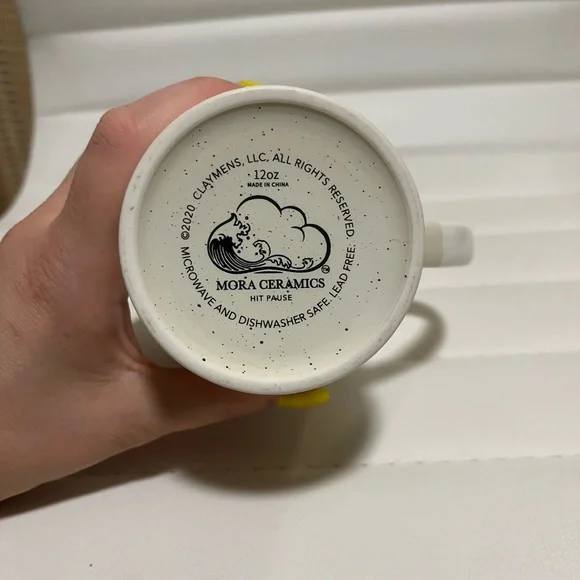 ©2020 CLAYMENS, LLC, ALL RIGHTS RESERVED.
12oz
MADE IN CHINA
MORA CERAMICS
TM
HIT PAUSE
MICROWAVE AND DISHWASHER SAFE. LEAD FREE.